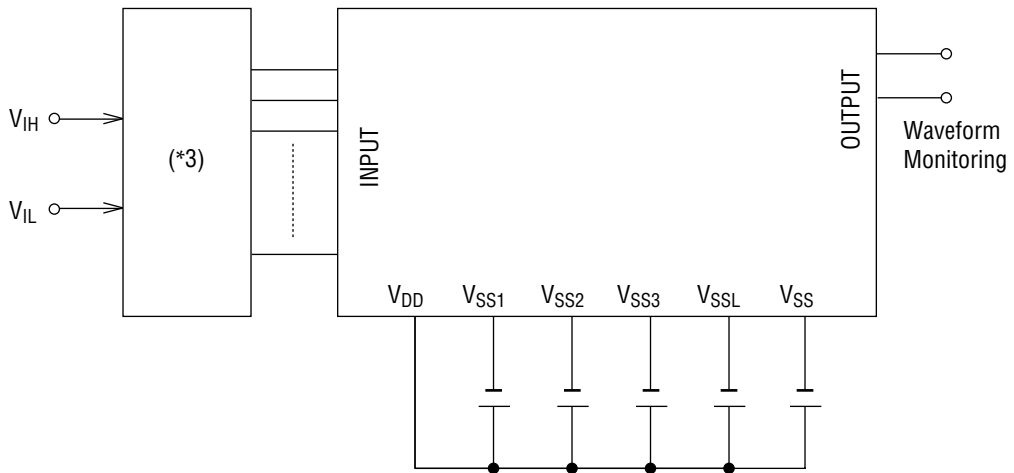 V_IH
V_IL
(*3)
INPUT
OUTPUT
Waveform
Monitoring
V_DD V_SS1 V_SS2 V_SS3 V_SSL V_SS